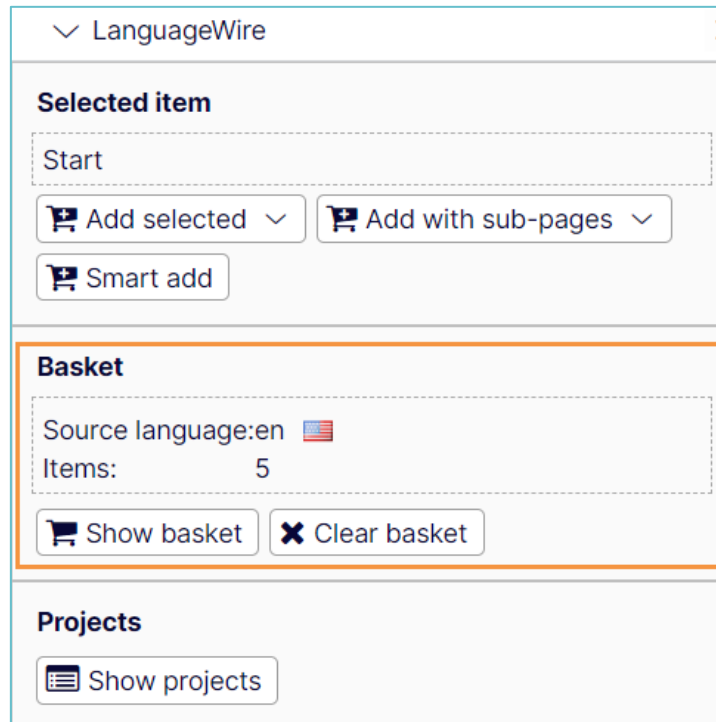 LanguageWire
Selected item
Start
Add selected
Add with sub-pages
Smart add
Basket
Source language:en
Items: 5
Show basket
Clear basket
Projects
Show projects